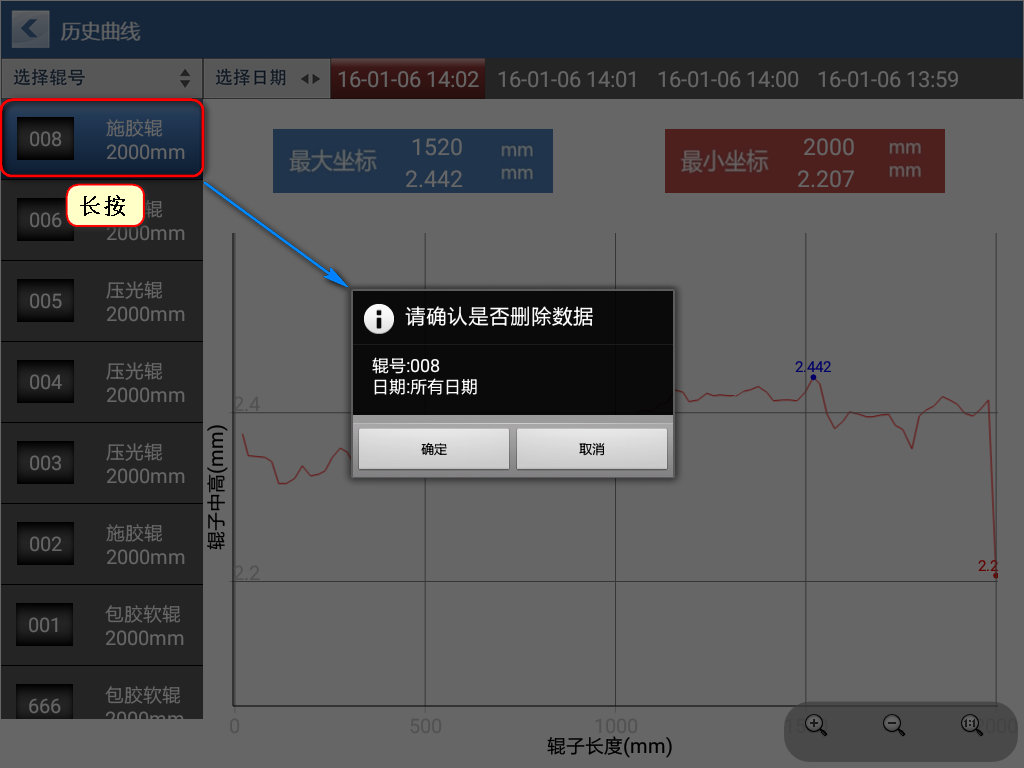 历史曲线
选择辊号
选择日期
16-01-06 14:02
16-01-06 14:01
16-01-06 14:00
16-01-06 13:59
008
施胶辊
2000mm
长按
006
辊
2000mm
005
压光辊
2000mm
004
压光辊
2000mm
003
压光辊
2000mm
002
施胶辊
2000mm
001
包胶软辊
2000mm
666
包胶软辊
2000mm
最大坐标
1520 mm
2.442 mm
最小坐标
2000 mm
2.207 mm
请确认是否删除数据
辊号:008
日期:所有日期
确定
取消
2.442
2.4
2.2
2.2
辊子中高(mm)
0
500
1000
2000
1:1
辊子长度(mm)